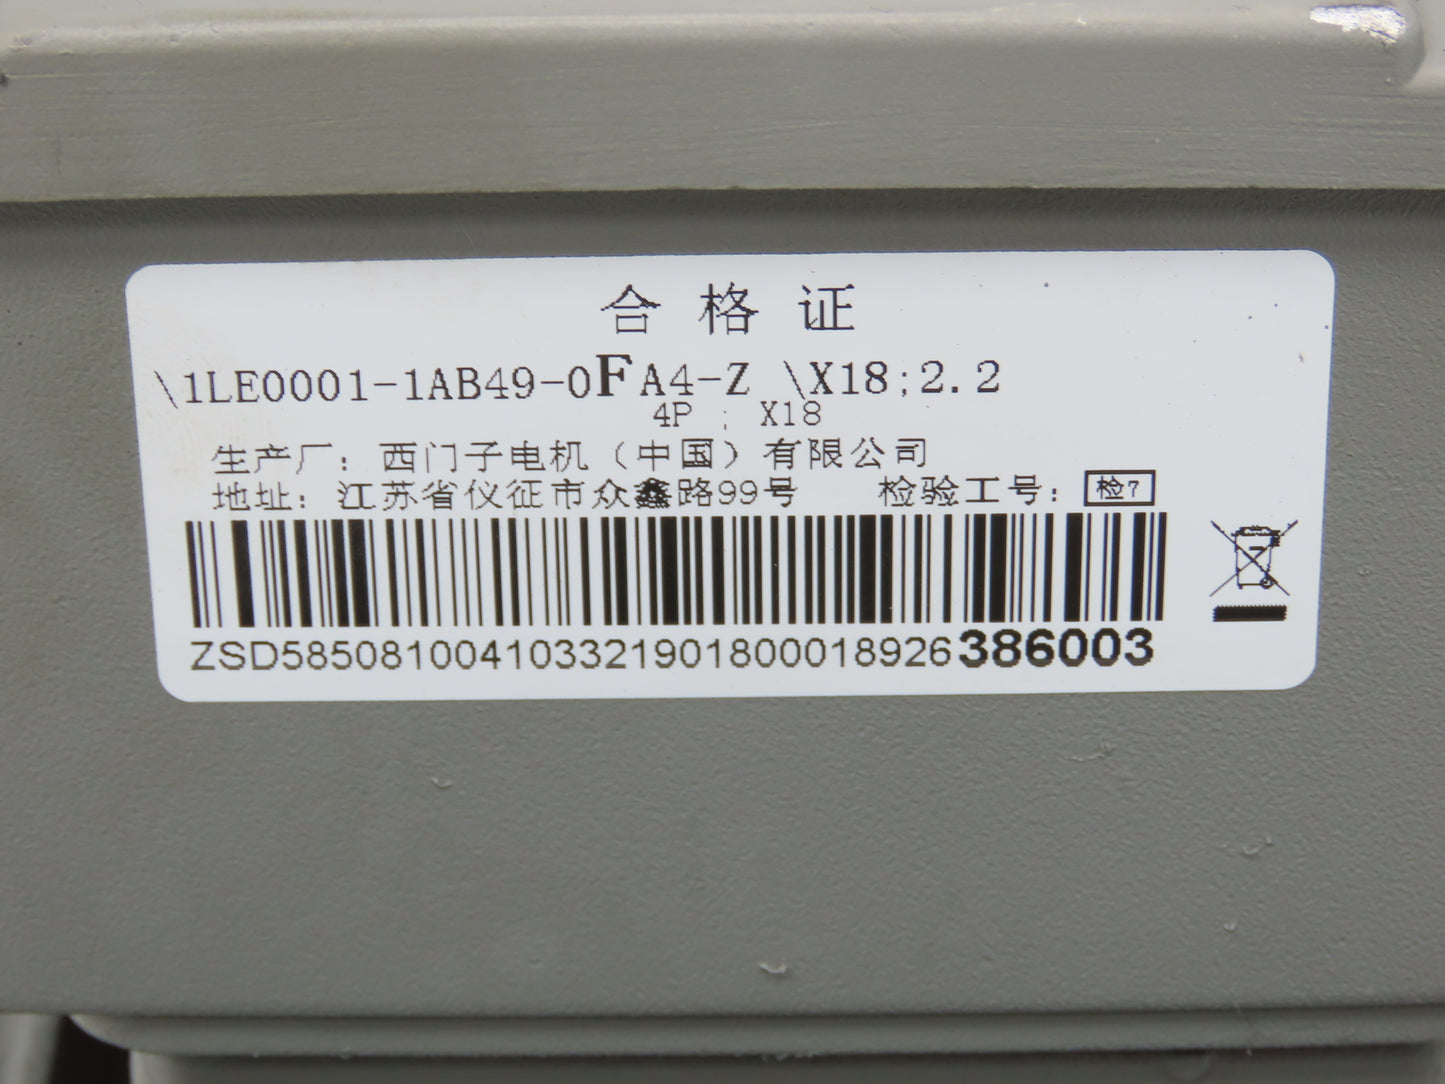 合格证
\1LE0001-1AB49-0FA4-Z \X18;2.2
4P ; X18
生产厂：西门子电机（中国）有限公司
地址：江苏省仪征市众鑫路99号 检验工号：检7
ZSD585081004103321901800018926386003